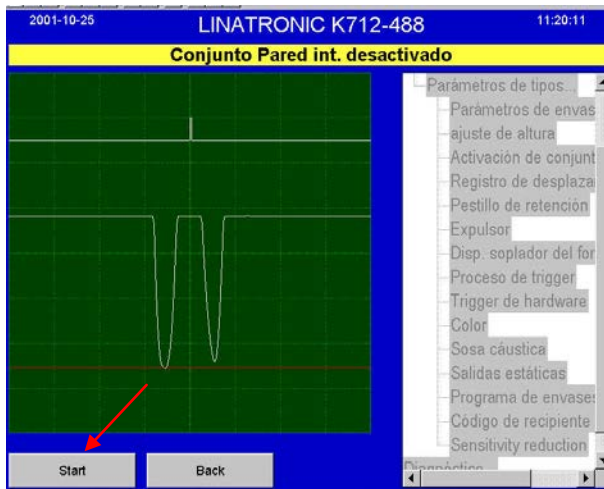 2001-10-25
LINATRONIC K712-488
11:20:11
Conjunto Pared int. desactivado
Parámetros de tipos...
Parámetros de envas
ajuste de altura
Activación de conjunt
Registro de desplaza
Pestillo de retención
Expulsor
Disp. soplador del for
Proceso de trigger
Trigger de hardware
Color
Sosa cáustica
Salidas estáticas
Programa de envases
Código de recipiente
Sensitivity reduction
Diagnóstico...
Start
Back